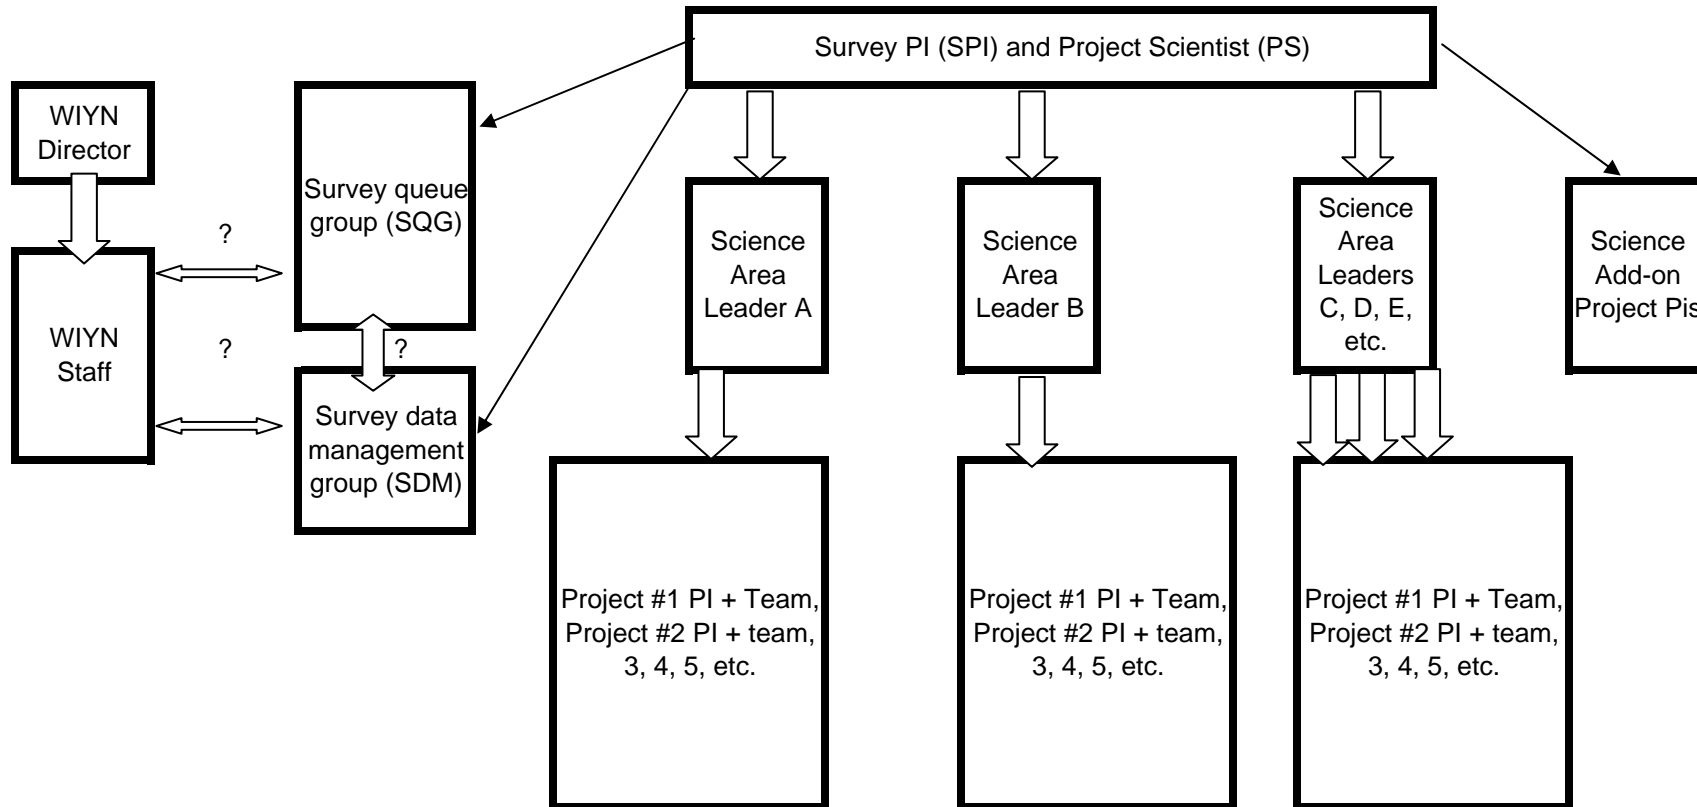 Survey PI (SPI) and Project Scientist (PS)
WIYN
Director
Survey queue
group (SQG)
?
WIYN
Staff
?
?
Survey data
management
group (SDM)
Science
Area
Leader A
Science
Area
Leader B
Science
Area
Leaders
C, D, E,
etc.
Science
Add-on
Project Pis
Project #1 PI + Team,
Project #2 PI + team,
3, 4, 5, etc.
Project #1 PI + Team,
Project #2 PI + team,
3, 4, 5, etc.
Project #1 PI + Team,
Project #2 PI + team,
3, 4, 5, etc.